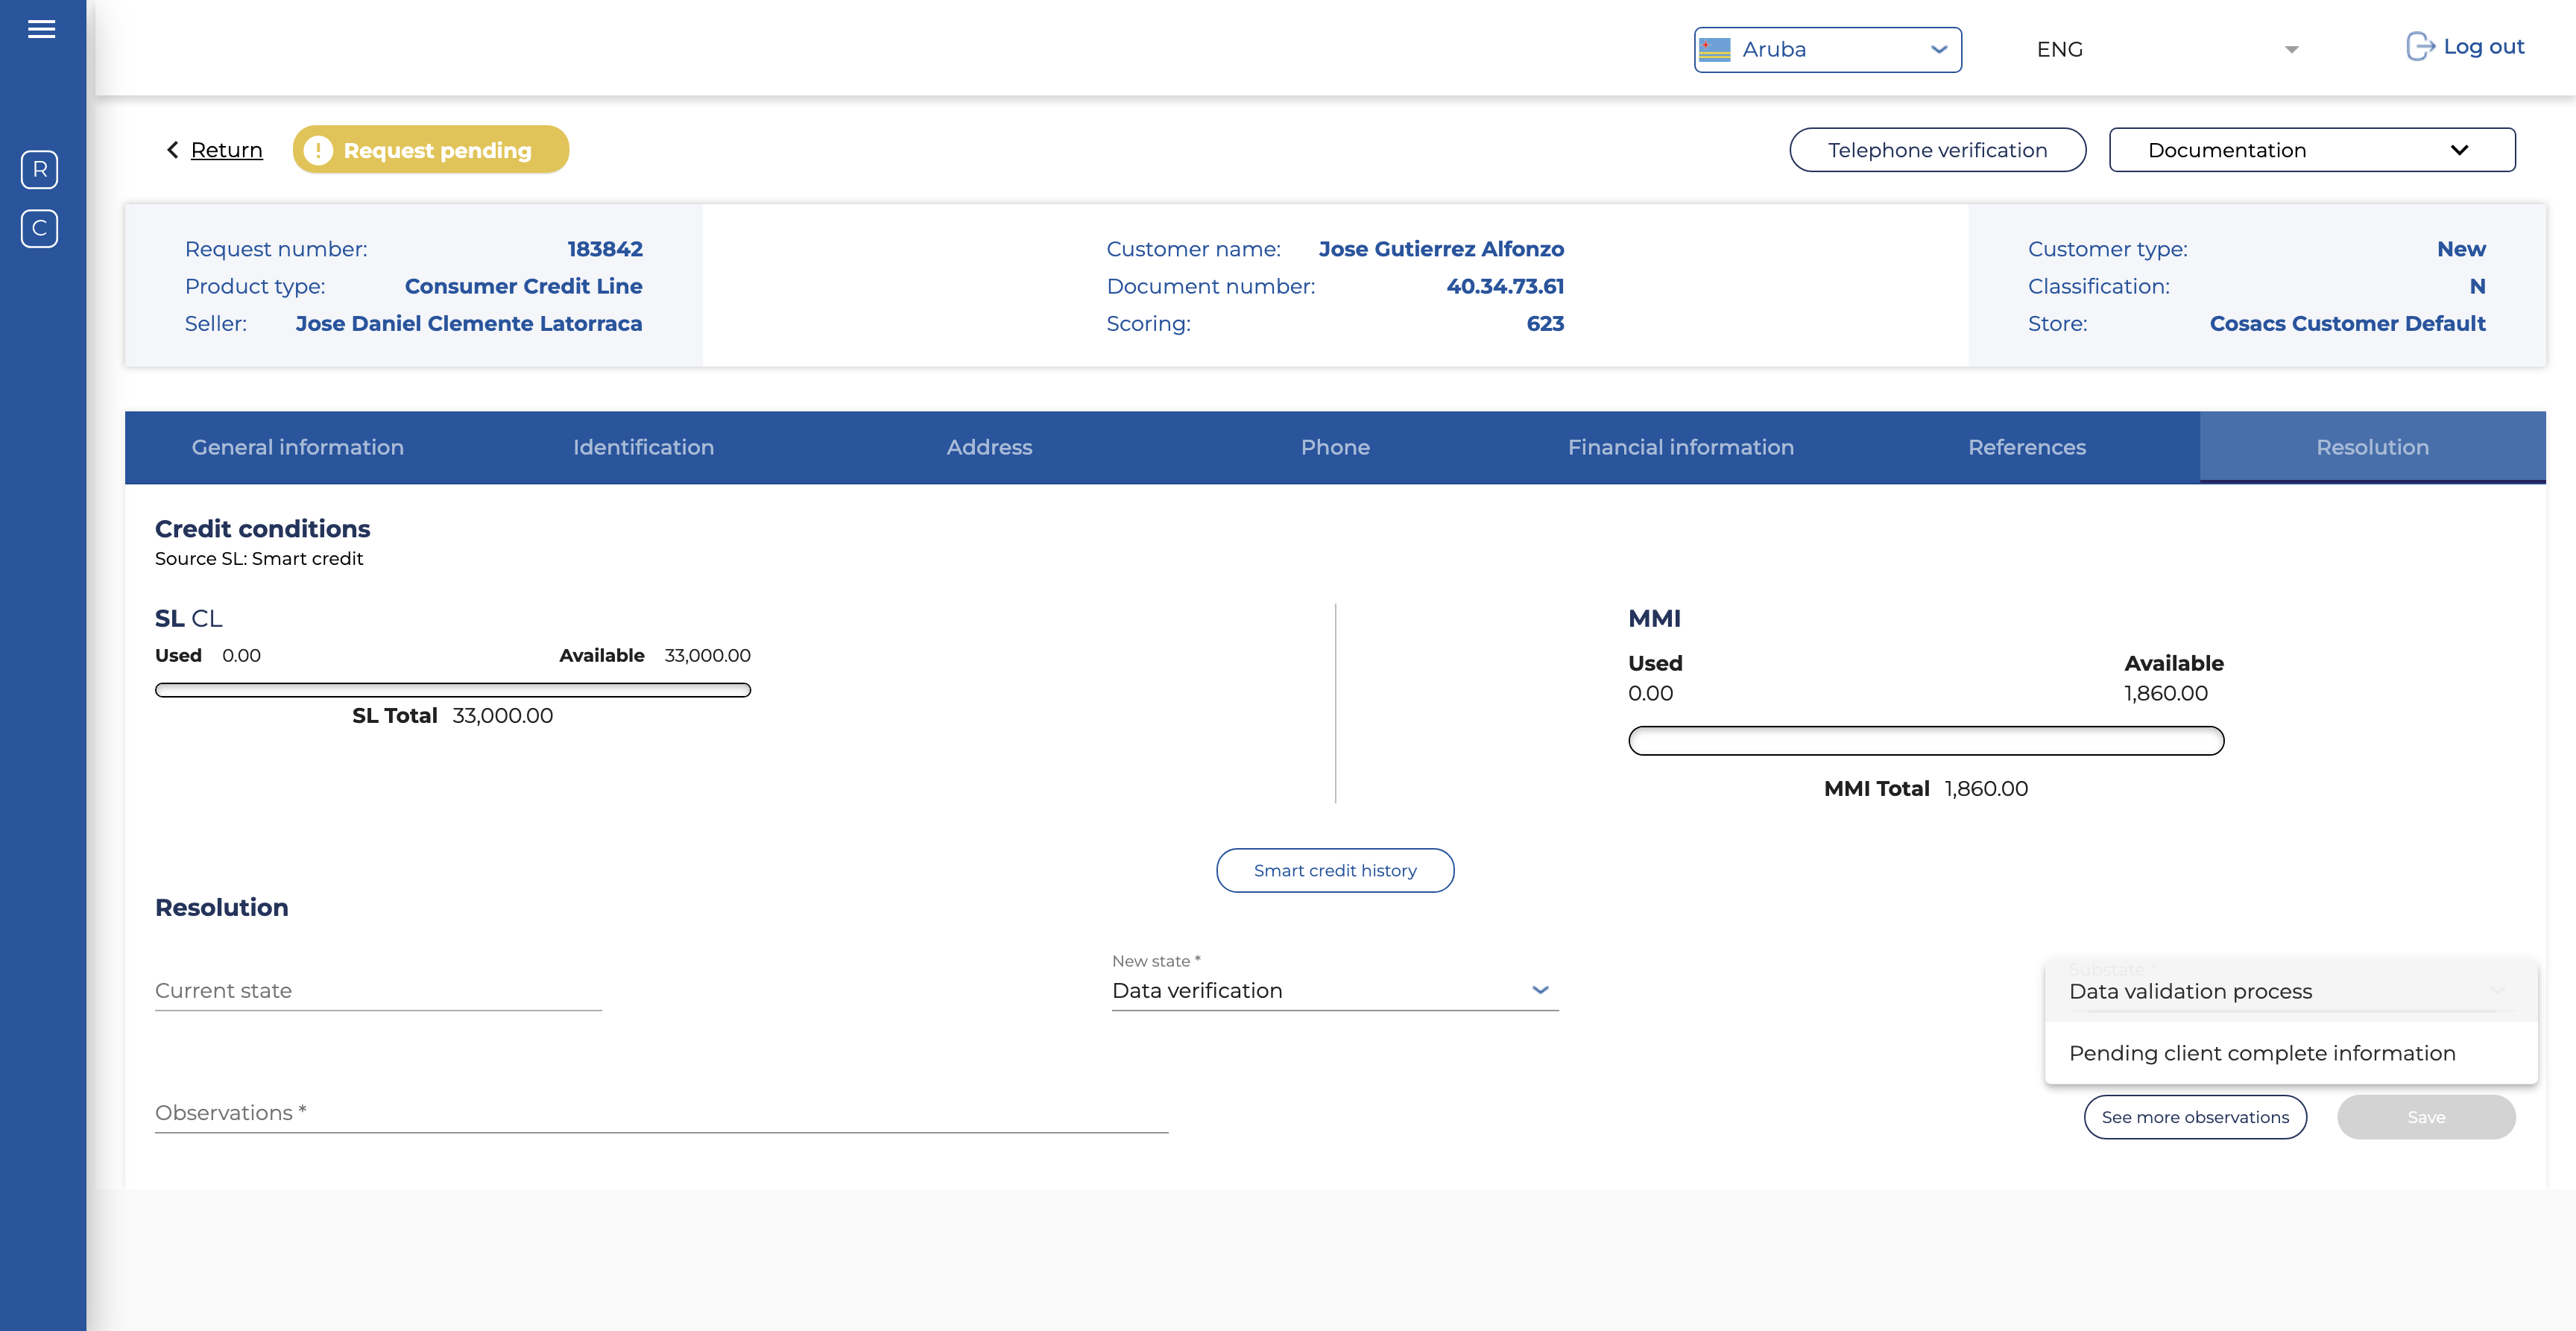 Aruba
ENG
Log out
R
C
Return
Request pending
Telephone verification
Documentation
Request number: 183842
Product type: Consumer Credit Line
Seller: Jose Daniel Clemente Latorraca
Customer name: Jose Gutierrez Alfonzo
Document number: 40.34.73.61
Scoring: 623
Customer type: New
Classification: N
Store: Cosacs Customer Default
General information
Identification
Address
Phone
Financial information
References
Resolution
Credit conditions
Source SL: Smart credit
SL CL
Used 0.00 Available 33,000.00
SL Total 33,000.00
MMI
Used Available
0.00 1,860.00
MMI Total 1,860.00
Smart credit history
Resolution
Current state
New state *
Data verification
Substate *
Data validation process
Pending client complete information
Observations *
See more observations
Save